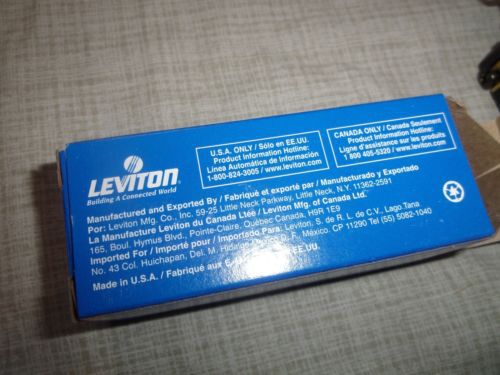 LEVITON
Building A Connected World
U.S.A. ONLY / Sólo en EE.UU.
Product Information Hotline:
Línea Automática de Información
1-800-824-3005 / www.leviton.com
CANADA ONLY / Canada Seulement
Product Information Hotline:
Ligne d'assistance sur les produits
1 800 405-5320 / www.leviton.com
Manufactured and Exported By / Fabriqué et exporté par / Manufacturado y Exportado
Por: Leviton Mfg. Co., Inc. 59-25 Little Neck Parkway, Little Neck, N.Y. 11362-2591
La Manufacture Leviton du Canada Ltée / Leviton Mfg. of Canada Ltd.
165, Boul. Hymus Blvd., Pointe-Claire, Québec Canada, H9R 1E9
Imported For / Importé pour / Importado Para: Leviton, S. de R. L. de C.V., Lago Tana
No. 43 Col. Huichapan, Del. M. Hidalgo, D. F., México, CP 11290 Tel (55) 5082-1040
Made in U.S.A. / Fabriqué aux É.-U. / EE.UU.